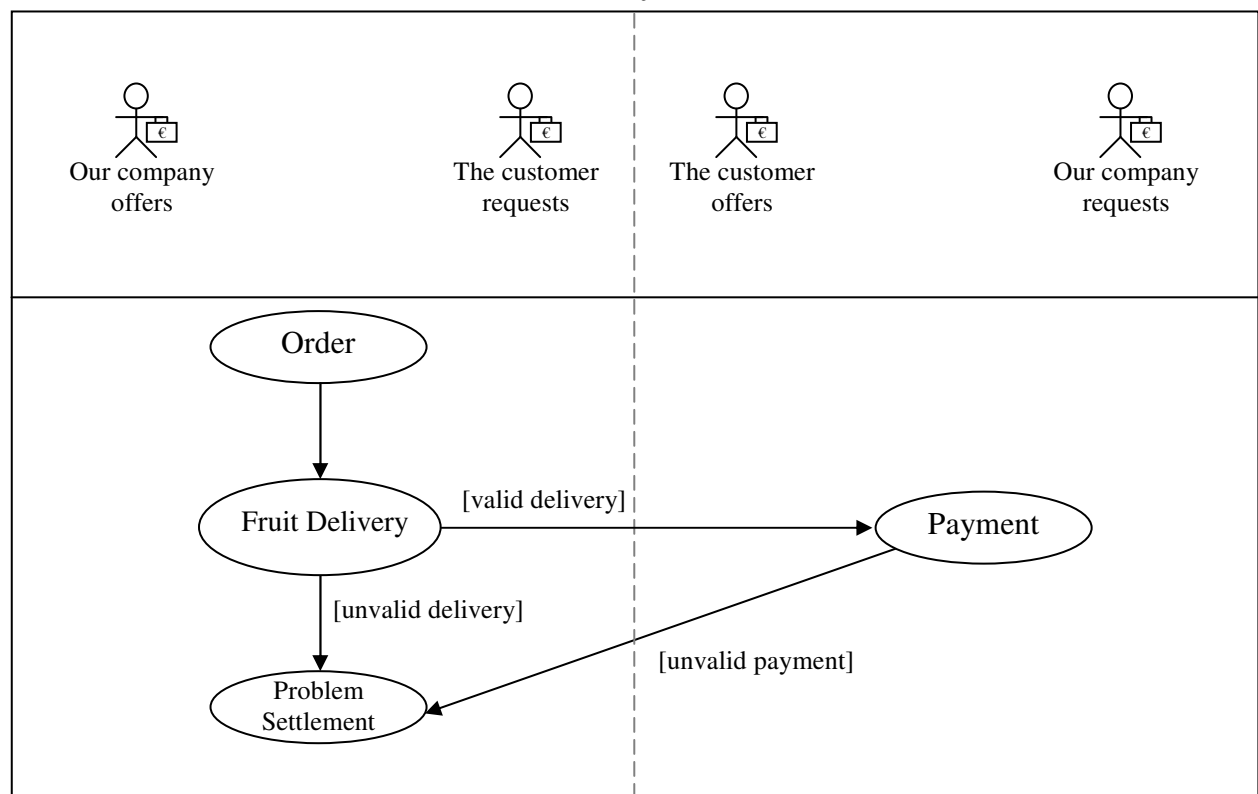 €
€
€
€
Our company
offers
The customer
requests
The customer
offers
Our company
requests
Order
Fruit Delivery
[valid delivery]
Payment
[unvalid delivery]
[unvalid payment]
Problem
Settlement